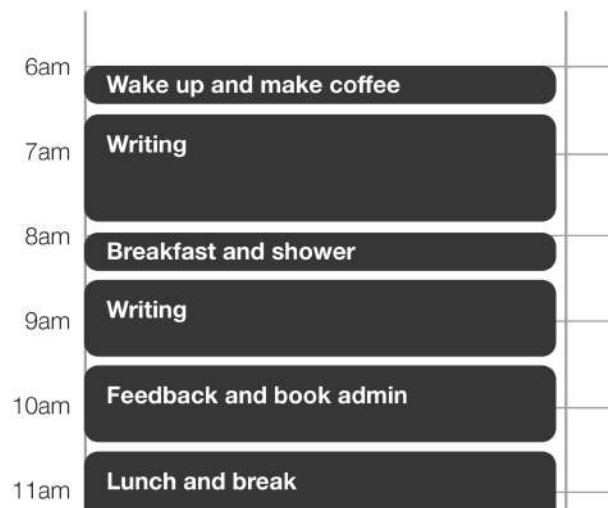 6am
Wake up and make coffee
Writing
7am
8am
Breakfast and shower
Writing
9am
Feedback and book admin
10am
Lunch and break
11am